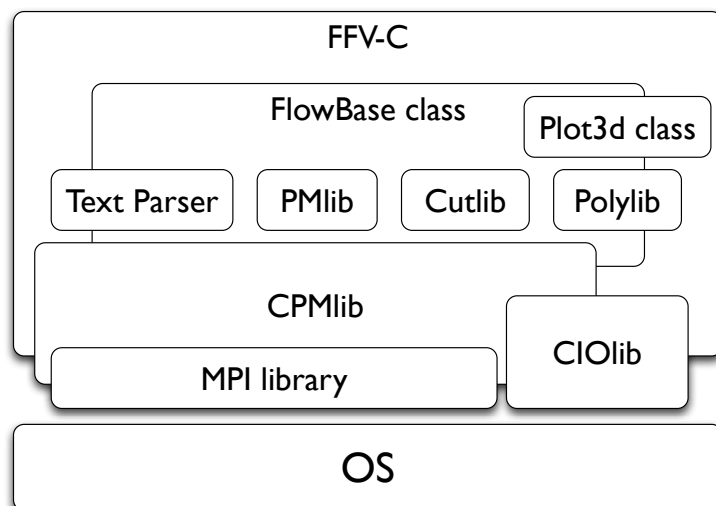 FFV-C
FlowBase class
Plot3d class
Text Parser
PMlib
Cutlib
Polylib
CPMlib
CIOlib
MPI library
OS